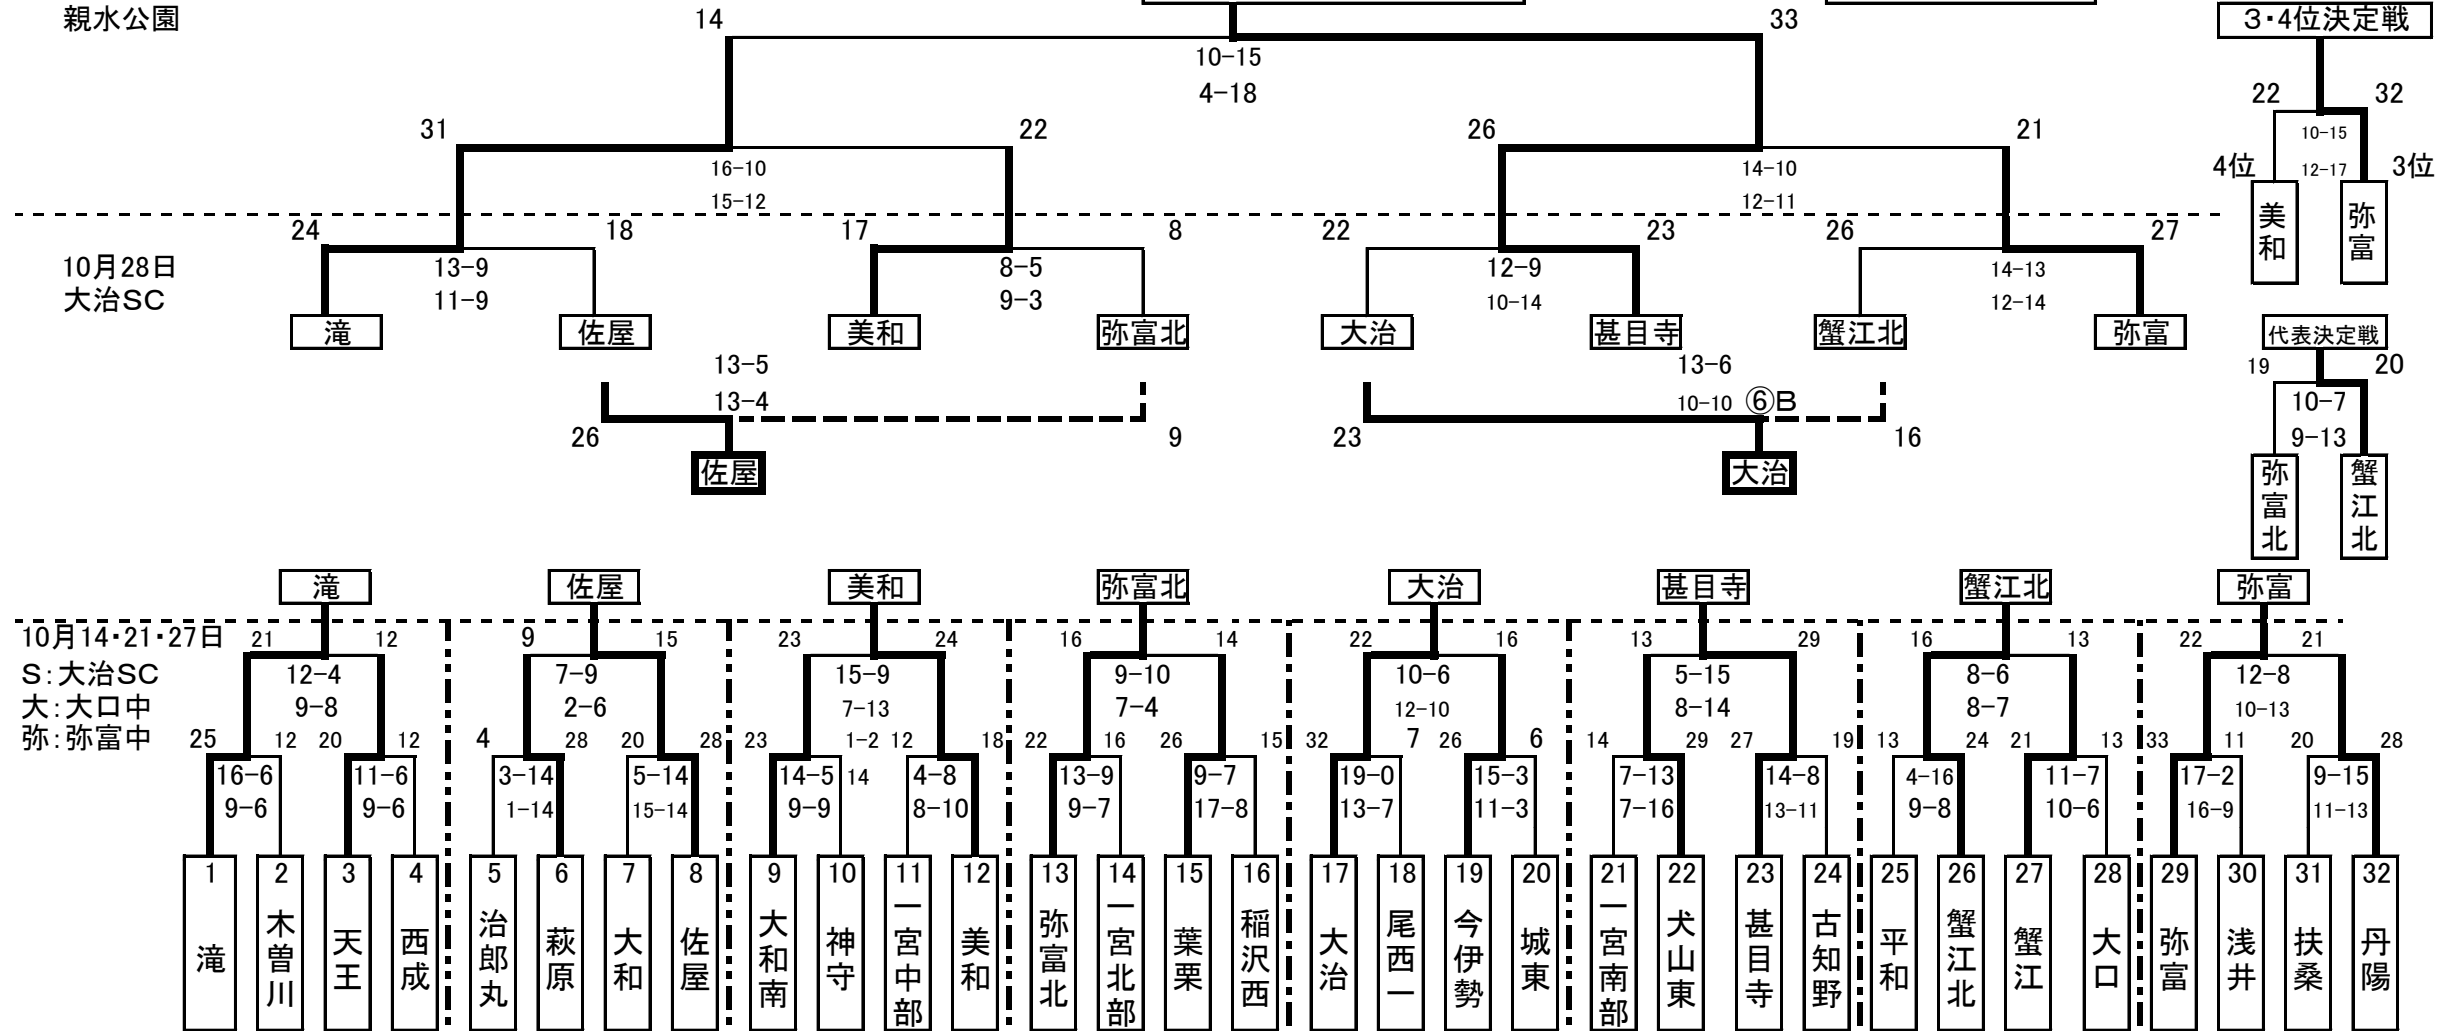 親水公園
14
33
３・４位決定戦
10−15
4−18
22
32
10−15
12−17
4位
3位
美和
弥富
31
22
26
21
16−10
15−12
14−10
12−11
24
18
17
8
22
23
26
27
10月28日
大治ＳＣ
13−9
11−9
8−5
9−3
12−9
10−14
14−13
12−14
滝
佐屋
美和
弥富北
大治
甚目寺
蟹江北
弥富
代表決定戦
19
20
10−7
9−13
弥富北
蟹江北
13−5
13−4
13−6
10−10
⑥Ｂ
26
9
23
16
佐屋
大治
滝
佐屋
美和
弥富北
大治
甚目寺
蟹江北
弥富
10月14・21・27日
Ｓ：大治ＳＣ
大：大口中
弥：弥富中
21
12
9
15
23
24
16
14
22
16
13
29
16
13
22
21
12−4
7−9
15−9
9−10
10−6
5−15
8−6
12−8
9−8
2−6
7−13
7−4
12−10
8−14
8−7
10−13
25
12
20
12
4
28
20
28
23
1−2
12
18
22
16
26
15
32
7
26
6
14
29
27
19
13
24
21
13
33
11
20
28
16−6
11−6
3−14
5−14
14−5
14
4−8
13−9
9−7
19−0
15−3
7−13
14−8
4−16
11−7
17−2
9−15
9−6
9−6
1−14
15−14
9−9
8−10
9−7
17−8
13−7
11−3
7−16
13−11
9−8
10−6
16−9
11−13
1
2
3
4
5
6
7
8
9
10
11
12
13
14
15
16
17
18
19
20
21
22
23
24
25
26
27
28
29
30
31
32
滝
木曽川
天王
西成
治郎丸
萩原
大和
佐屋
大和南
神守
一宮中部
美和
弥富北
一宮北部
葉栗
稲沢西
大治
尾西一
今伊勢
城東
一宮南部
犬山東
甚目寺
古知野
平和
蟹江北
蟹江
大口
弥富
浅井
扶桑
丹陽